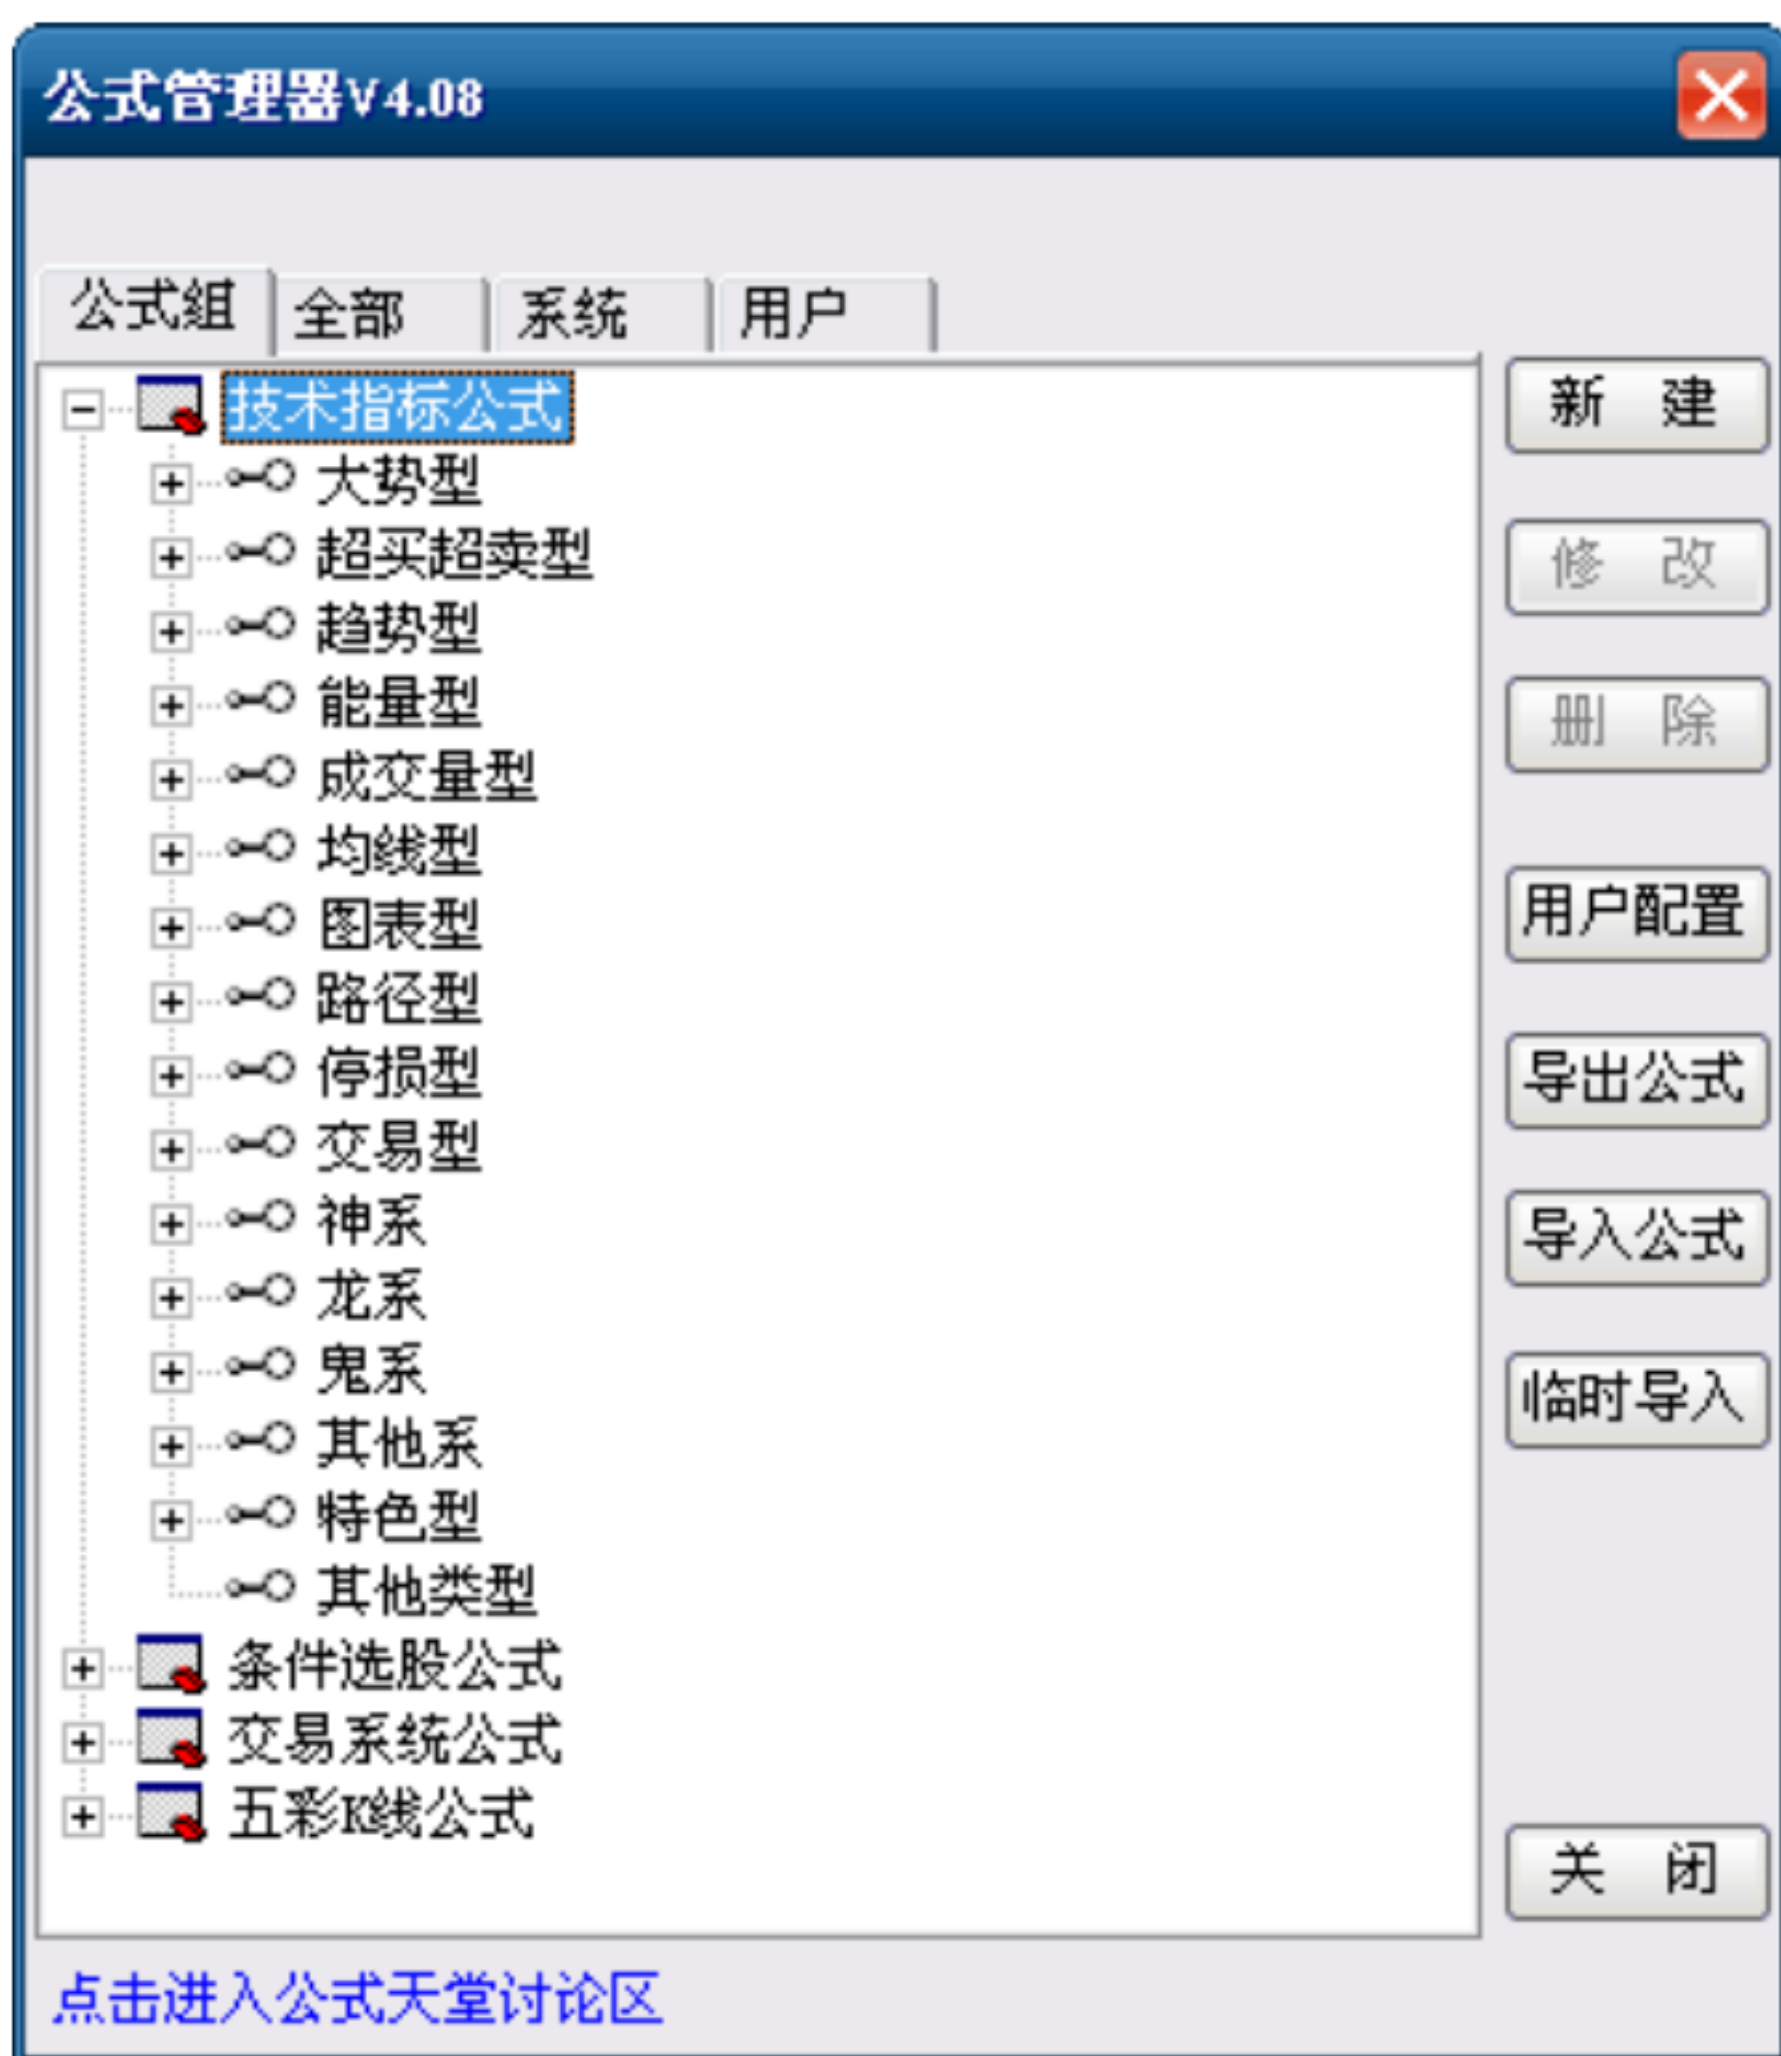 公式管理器V4.08
公式组 全部 系统 用户
技术指标公式
大势型
超买超卖型
趋势型
能量型
成交量型
均线型
图表型
路径型
停损型
交易型
神系
龙系
鬼系
其他系
特色型
其他类型
条件选股公式
交易系统公式
五彩K线公式
新 建
修 改
删 除
用户配置
导出公式
导入公式
临时导入
关 闭
点击进入公式天堂讨论区